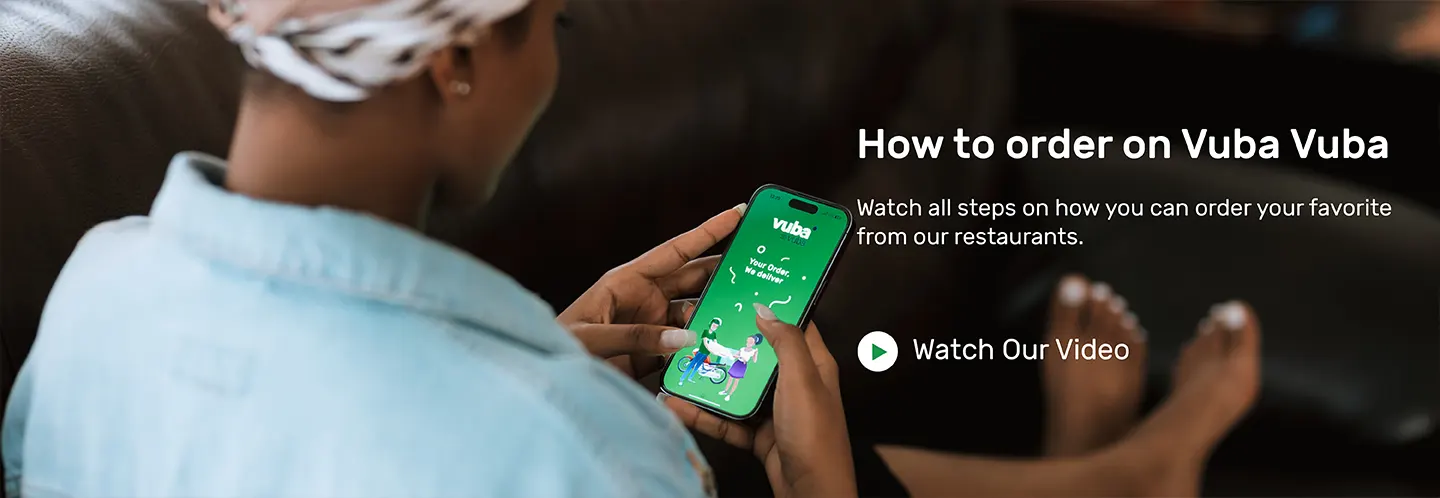 How to order on Vuba Vuba
Watch all steps on how you can order your favorite
from our restaurants.
Watch Our Video
vuba
Your Order,
We deliver